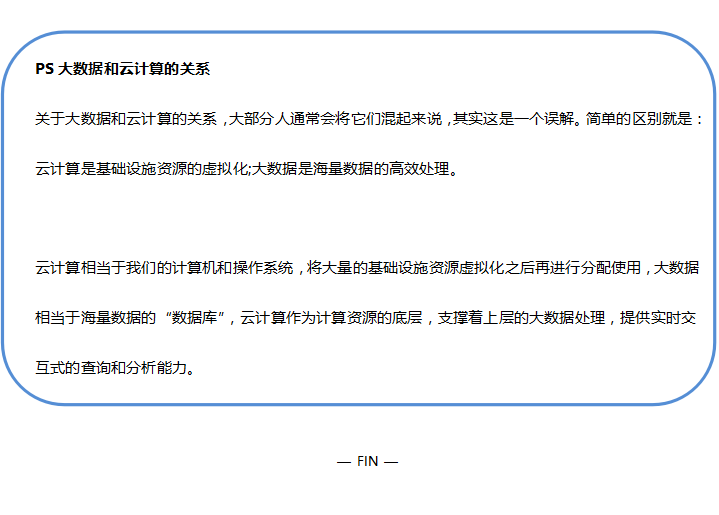 PS 大数据和云计算的关系
关于大数据和云计算的关系，大部分人通常会将它们混起来说，其实这是一个误解。简单的区别就是：
云计算是基础设施资源的虚拟化;大数据是海量数据的高效处理。
云计算相当于我们的计算机和操作系统，将大量的基础设施资源虚拟化之后再进行分配使用，大数据
相当于海量数据的“数据库”，云计算作为计算资源的底层，支撑着上层的大数据处理，提供实时交
互式的查询和分析能力。
— FIN —